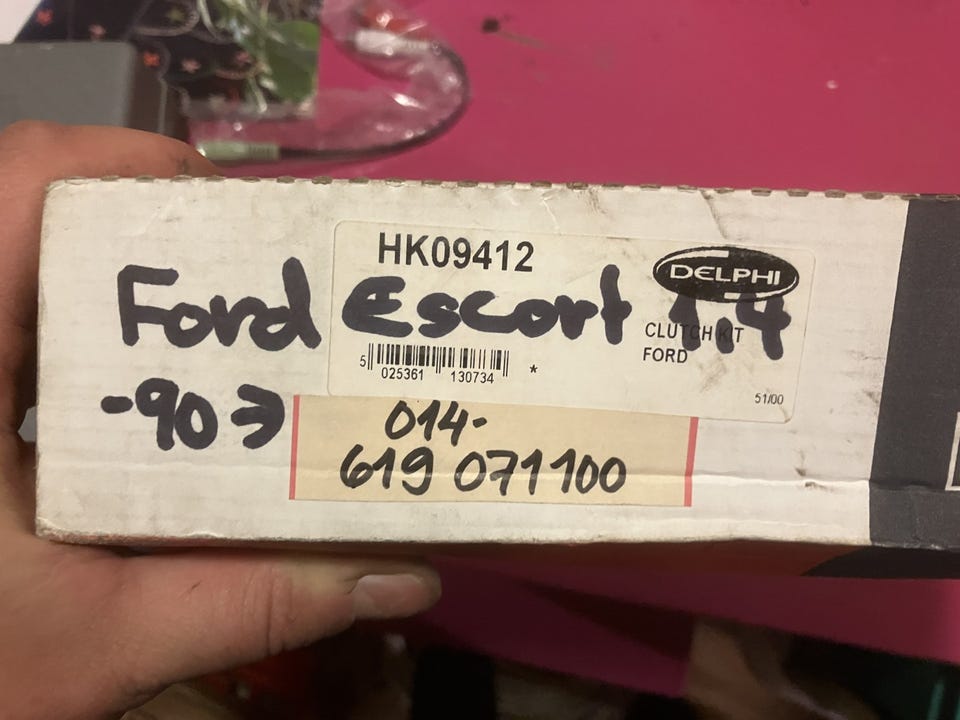 HK09412
DELPHI
Ford Escort 1.4
CLUTCH KIT
FORD
5 025361 130734 *
51/00
-90→
014-
619 071100